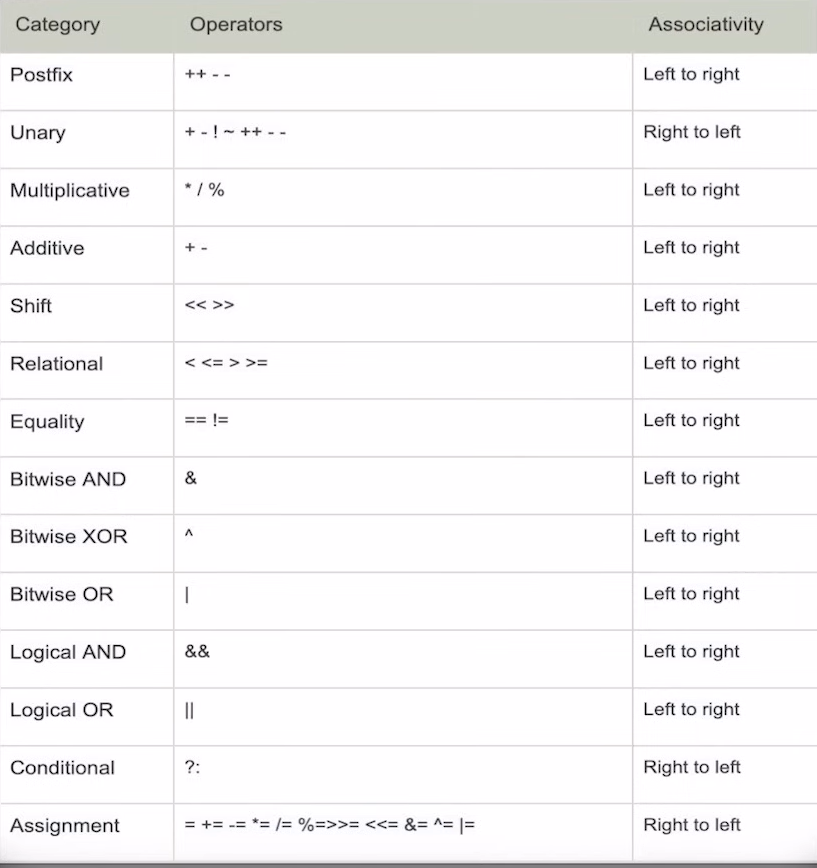 Category Operators Associativity
Postfix ++ - - Left to right
Unary + - ! ~ ++ - - Right to left
Multiplicative * / % Left to right
Additive + - Left to right
Shift << >> Left to right
Relational < <= > >= Left to right
Equality == != Left to right
Bitwise AND & Left to right
Bitwise XOR ^ Left to right
Bitwise OR | Left to right
Logical AND && Left to right
Logical OR || Left to right
Conditional ?: Right to left
Assignment = += -= *= /= %=>>= <<= &= ^= |= Right to left